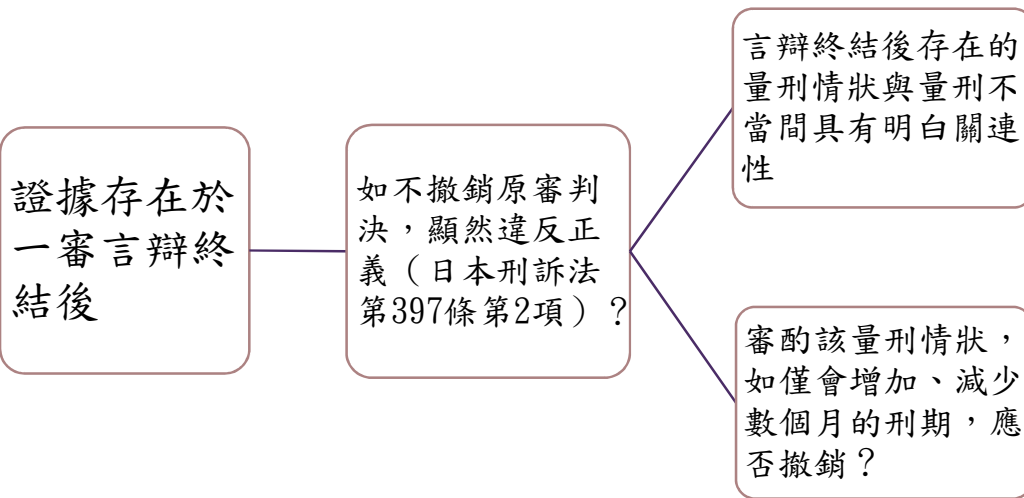 證據存在於
一審言辯終
結後
如不撤銷原審判
決，顯然違反正
義（日本刑訴法
第397條第2項）？
言辯終結後存在的
量刑情狀與量刑不
當間具有明白關連
性
審酌該量刑情狀，
如僅會增加、減少
數個月的刑期，應
否撤銷？